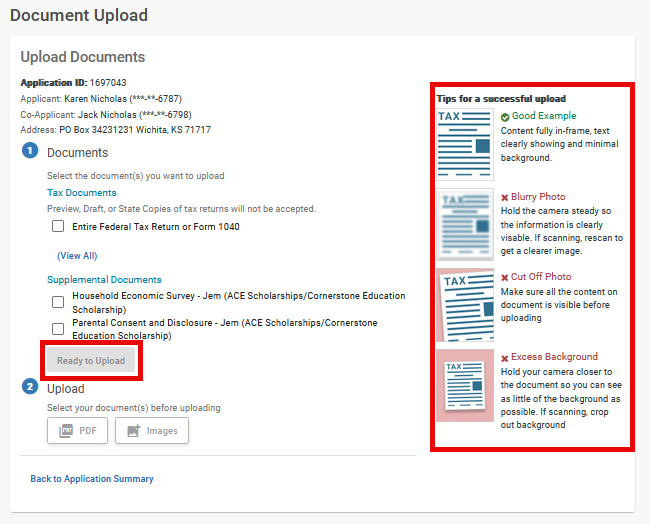 Document Upload
Upload Documents
Application ID: 1697043
Applicant: Karen Nicholas (***-**-6787)
Co-Applicant: Jack Nicholas (***-**-6798)
Address: PO Box 34231231 Wichita, KS 71717
1 Documents
Select the document(s) you want to upload
Tax Documents
Preview, Draft, or State Copies of tax returns will not be accepted.
Entire Federal Tax Return or Form 1040
(View All)
Supplemental Documents
Household Economic Survey - Jem (ACE Scholarships/Cornerstone Education
Scholarship)
Parental Consent and Disclosure - Jem (ACE Scholarships/Cornerstone
Education Scholarship)
Ready to Upload
2 Upload
Select your document(s) before uploading
PDF PDF
Images
Back to Application Summary
Tips for a successful upload
TAX
Good Example
Content fully in-frame, text
clearly showing and minimal
background.
TAX
Blurry Photo
Hold the camera steady so
the information is clearly
visable. If scanning, rescan to
get a clearer image.
TAX
Cut Off Photo
Make sure all the content on
document is visible before
uploading
TAX
Excess Background
Hold your camera closer to
the document so you can see
as little of the background as
possible. If scanning, crop
out background